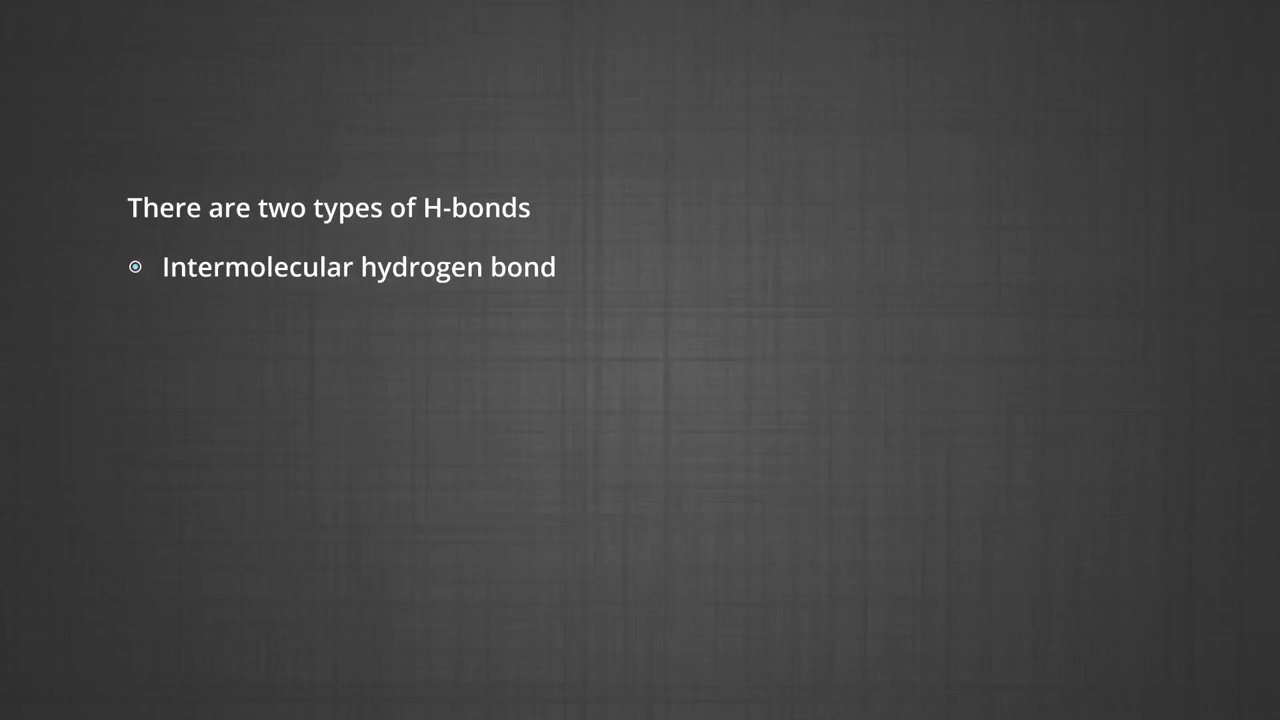 There are two types of H-bonds
Intermolecular hydrogen bond